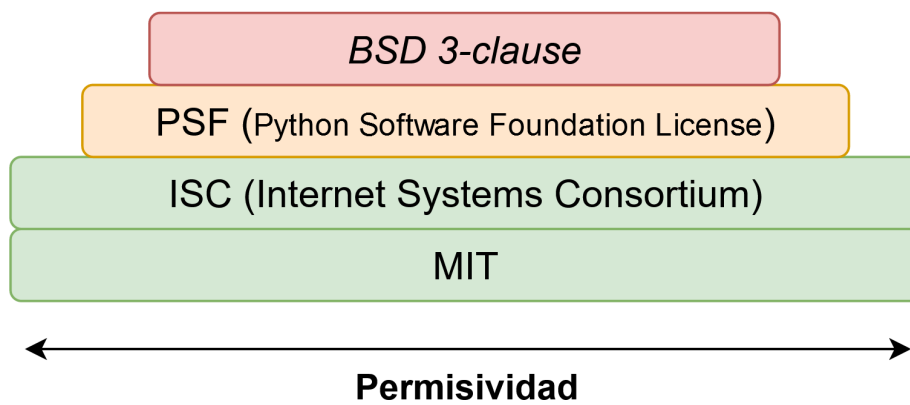 BSD 3-clause
PSF (Python Software Foundation License)
ISC (Internet Systems Consortium)
MIT
Permisividad